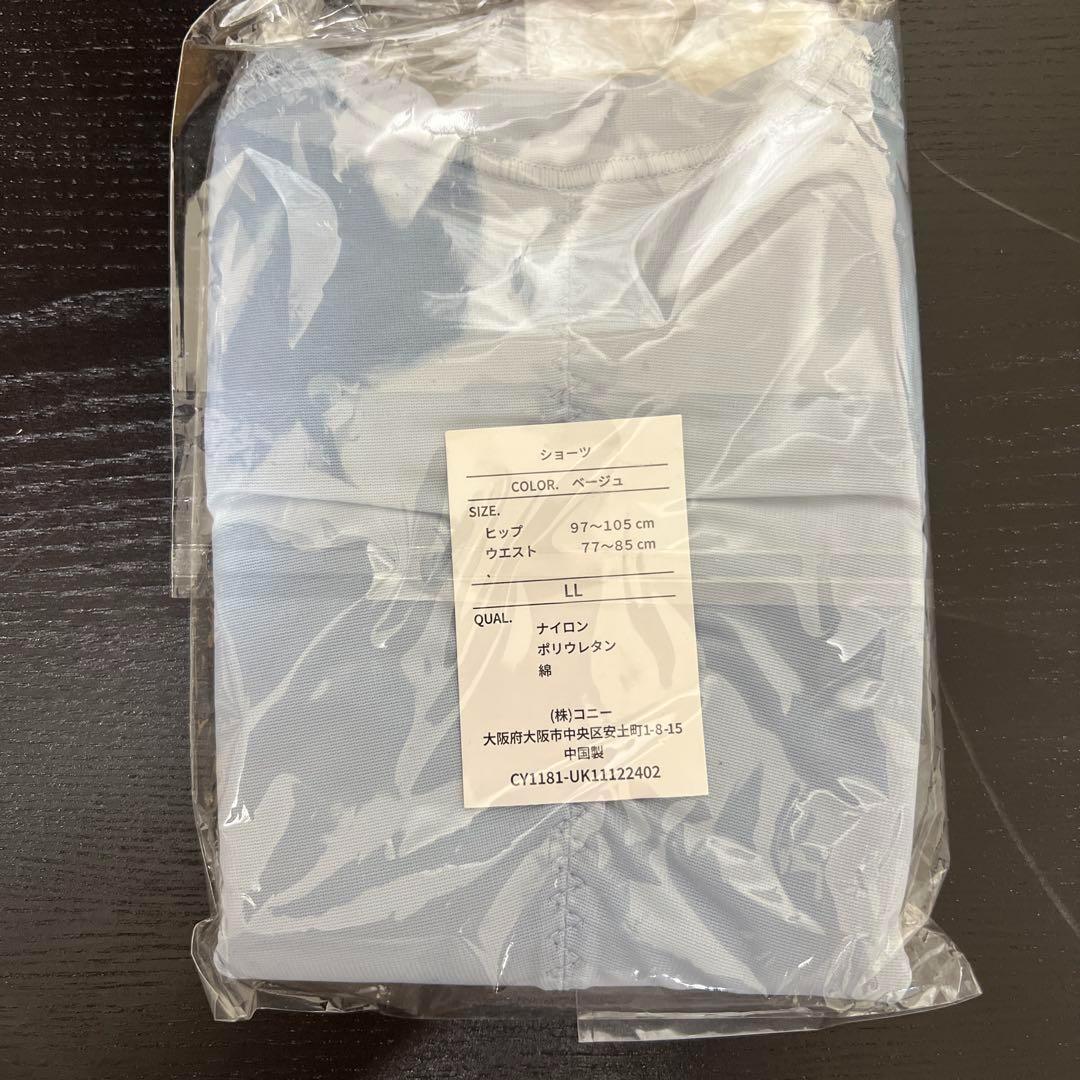 ショーツ
COLOR. ベージュ
SIZE.
ヒップ 97〜105 cm
ウエスト 77〜85 cm
、
LL
QUAL.
ナイロン
ポリウレタン
綿
(株)コニー
大阪府大阪市中央区安土町1-8-15
中国製
CY1181-UK11122402